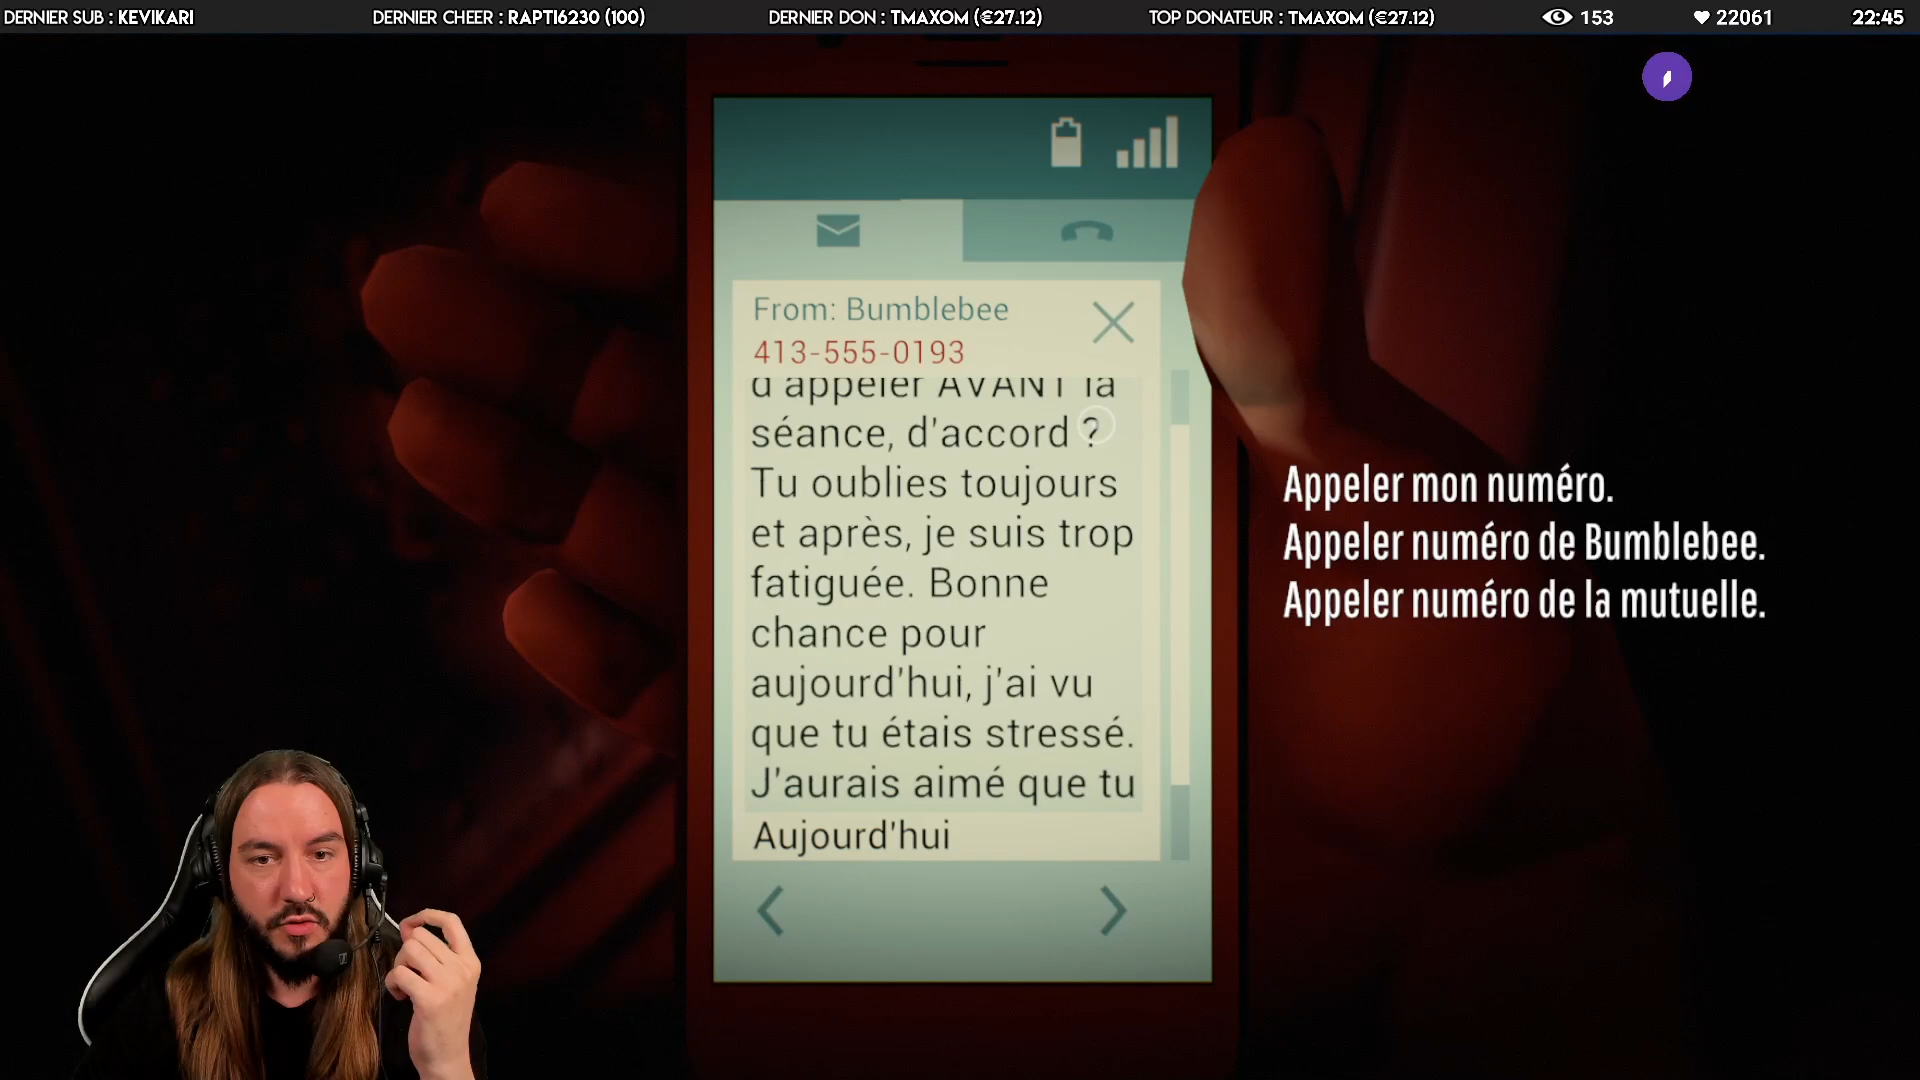 DERNIER SUB : KEVIKARI
DERNIER CHEER : RAPTI6230 (100)
DERNIER DON : TMAXOM (€27.12)
TOP DONATEUR : TMAXOM (€27.12)
153
22061
22:45
From: Bumblebee
413-555-0193
d'appeler AVANT la
séance, d'accord ?
Tu oublies toujours
et après, je suis trop
fatiguée. Bonne
chance pour
aujourd'hui, j'ai vu
que tu étais stressé.
J'aurais aimé que tu
Aujourd'hui
Appeler mon numéro.
Appeler numéro de Bumblebee.
Appeler numéro de la mutuelle.